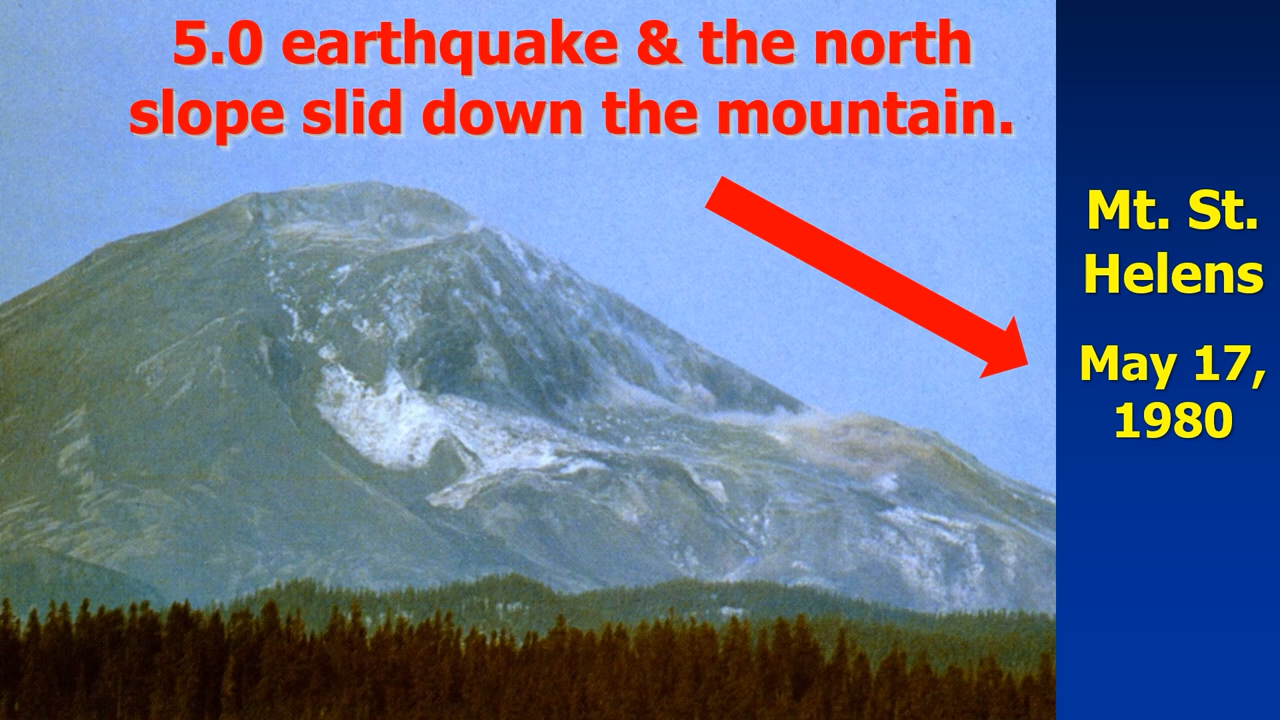 5.0 earthquake & the north
slope slid down the mountain.
Mt. St.
Helens
May 17,
1980